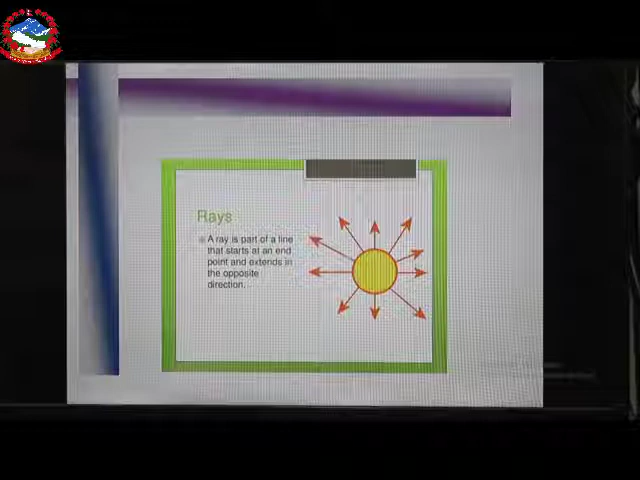 Rays
A ray is part of a line
that starts at an end
point and extends in
the opposite
direction.